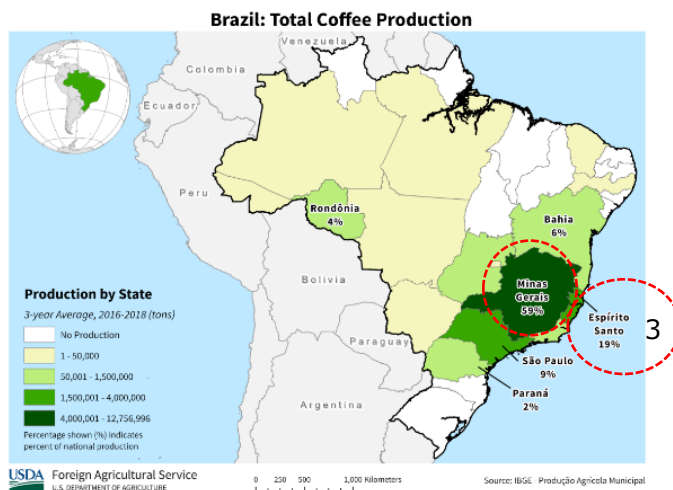 Brazil: Total Coffee Production
Venezuela
Colombia
Ecuador
Peru
Rondônia
4%
Bahia
6%
Bolivia
Minas
Gerais
59%
Espírito
Santo
19%
3
Paraguay
São Paulo
9%
Paraná
2%
Argentina
Production by State
3-year Average, 2016-2018 (tons)
No Production
1 - 50,000
50,001 - 1,500,000
1,500,001 - 4,000,000
4,000,001 - 12,756,996
Percentage shown (%) indicates
percent of national production
USDA Foreign Agricultural Service
U.S. DEPARTMENT OF AGRICULTURE
0 250 500 1,000 Kilometers
Source: IBGE - Produção Agrícola Municipal